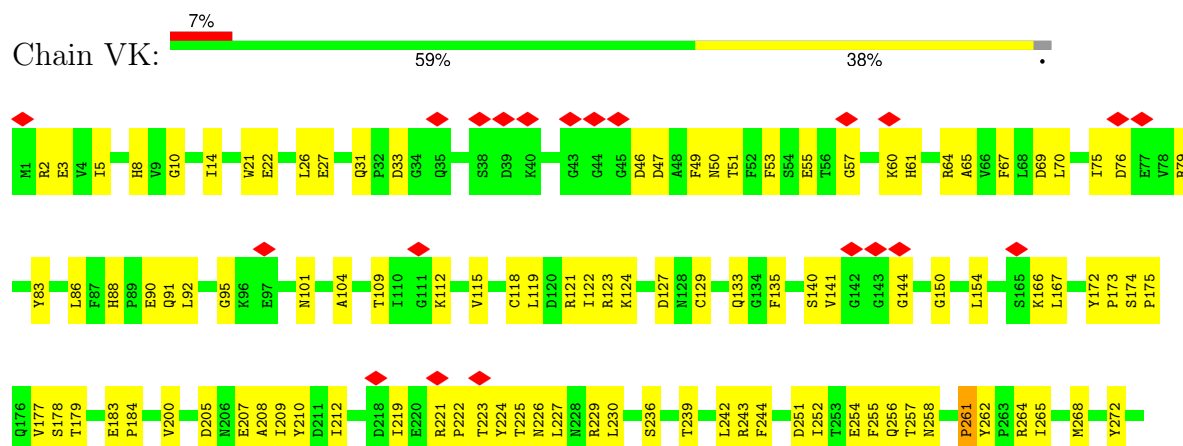 7%
Chain VK:
59% 38% •
M1 R2 E3 V4 I5 H8 V9 G10 I14 W21 E22 L26 E27 Q31 P32 D33 G34 Q35 S38 D39 K40 G43 G44 G45 D46 D47 A48 F49 N50 T51 F52 F53 S54 E55 T56 G57 K60 H61 R64 A65 V66 F67 L68 D69 L70 I75 D76 E77 V78
Y83 L86 F87 H88 P89 E90 Q91 L92 G95 K96 E97 N101 A104 T109 I110 G111 K112 V115 C118 L119 D120 R121 I122 R123 K124 D127 N128 C129 Q133 G134 F135 S140 V141 G142 G143 G144 G150 L154 S165 K166 L167 Y172 P173 S174 P175
Q176 V177 S178 T179 E183 P184 V200 D205 N206 E207 A208 I209 Y210 D211 I212 D218 I219 E220 R221 P222 T223 Y224 T225 N226 L227 N228 R229 L230 S236 T239 L242 R243 F244 D251 I252 T253 E254 F255 Q256 T257 N258 P261 Y262 P263 R264 I265 M268 Y272